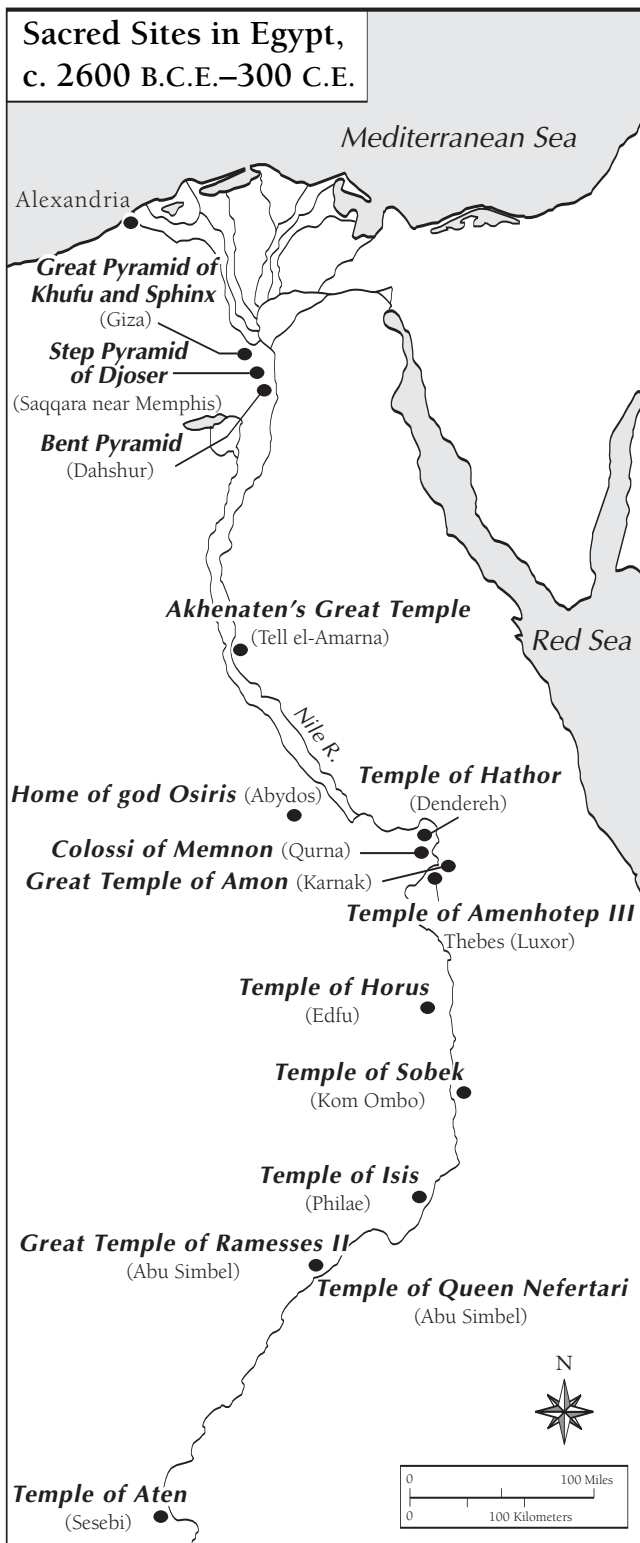 Sacred Sites in Egypt,
c. 2600 B.C.E.–300 C.E.
Mediterranean Sea
Alexandria
Great Pyramid of
Khufu and Sphinx
(Giza)
Step Pyramid
of Djoser
(Saqqara near Memphis)
Bent Pyramid
(Dahshur)
Akhenaten's Great Temple
(Tell el-Amarna)
Red Sea
Nile R.
Temple of Hathor
(Dendereh)
Home of god Osiris (Abydos)
Colossi of Memnon (Qurna)
Great Temple of Amon (Karnak)
Temple of Amenhotep III
Thebes (Luxor)
Temple of Horus
(Edfu)
Temple of Sobek
(Kom Ombo)
Temple of Isis
(Philae)
Great Temple of Ramesses II
(Abu Simbel)
Temple of Queen Nefertari
(Abu Simbel)
N
0 100 Miles
0 100 Kilometers
Temple of Aten
(Sesebi)